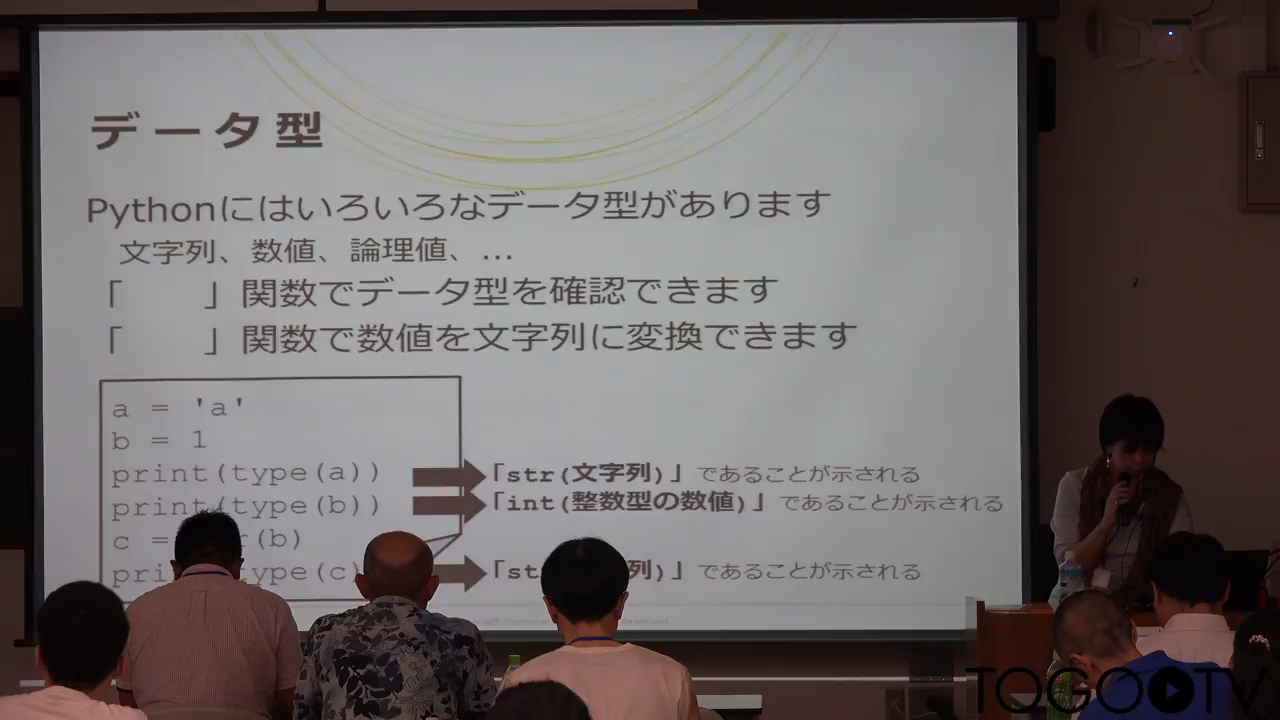 データ型
Pythonにはいろいろなデータ型があります
文字列、数値、論理値、…
「 」関数でデータ型を確認できます
「 」関数で数値を文字列に変換できます
a = 'a'
b = 1
print(type(a))
「str(文字列)」であることが示される
print(type(b))
「int(整数型の数値)」であることが示される
c = r(b)
pri type(c)
「st 列)」であることが示される
TOGOTV